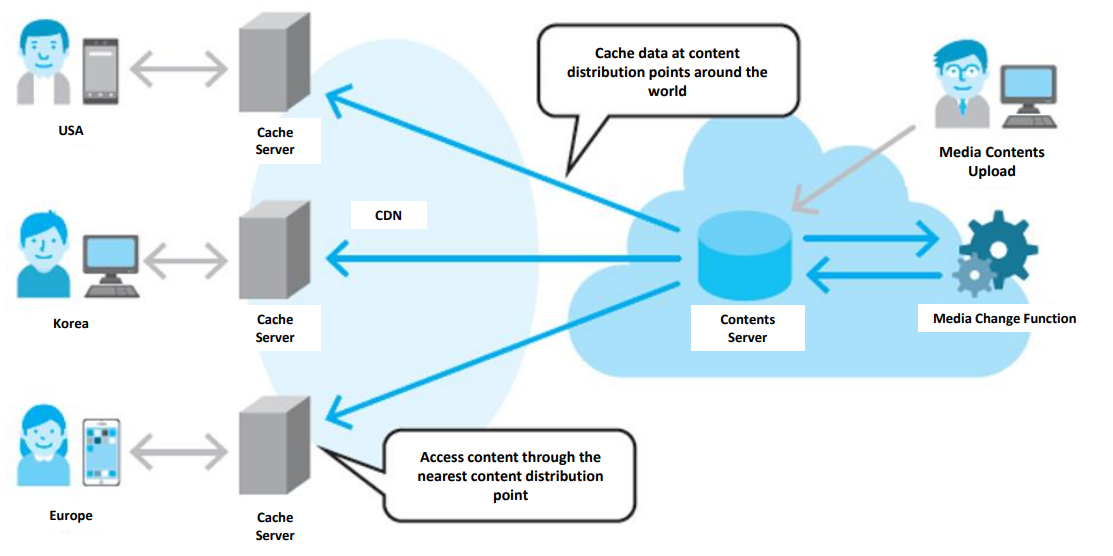 Cache data at content
distribution points around the
world
USA
Cache
Server
Media Contents
Upload
CDN
Korea
Cache
Server
Contents
Server
Media Change Function
Access content through the
nearest content distribution
point
Europe
Cache
Server